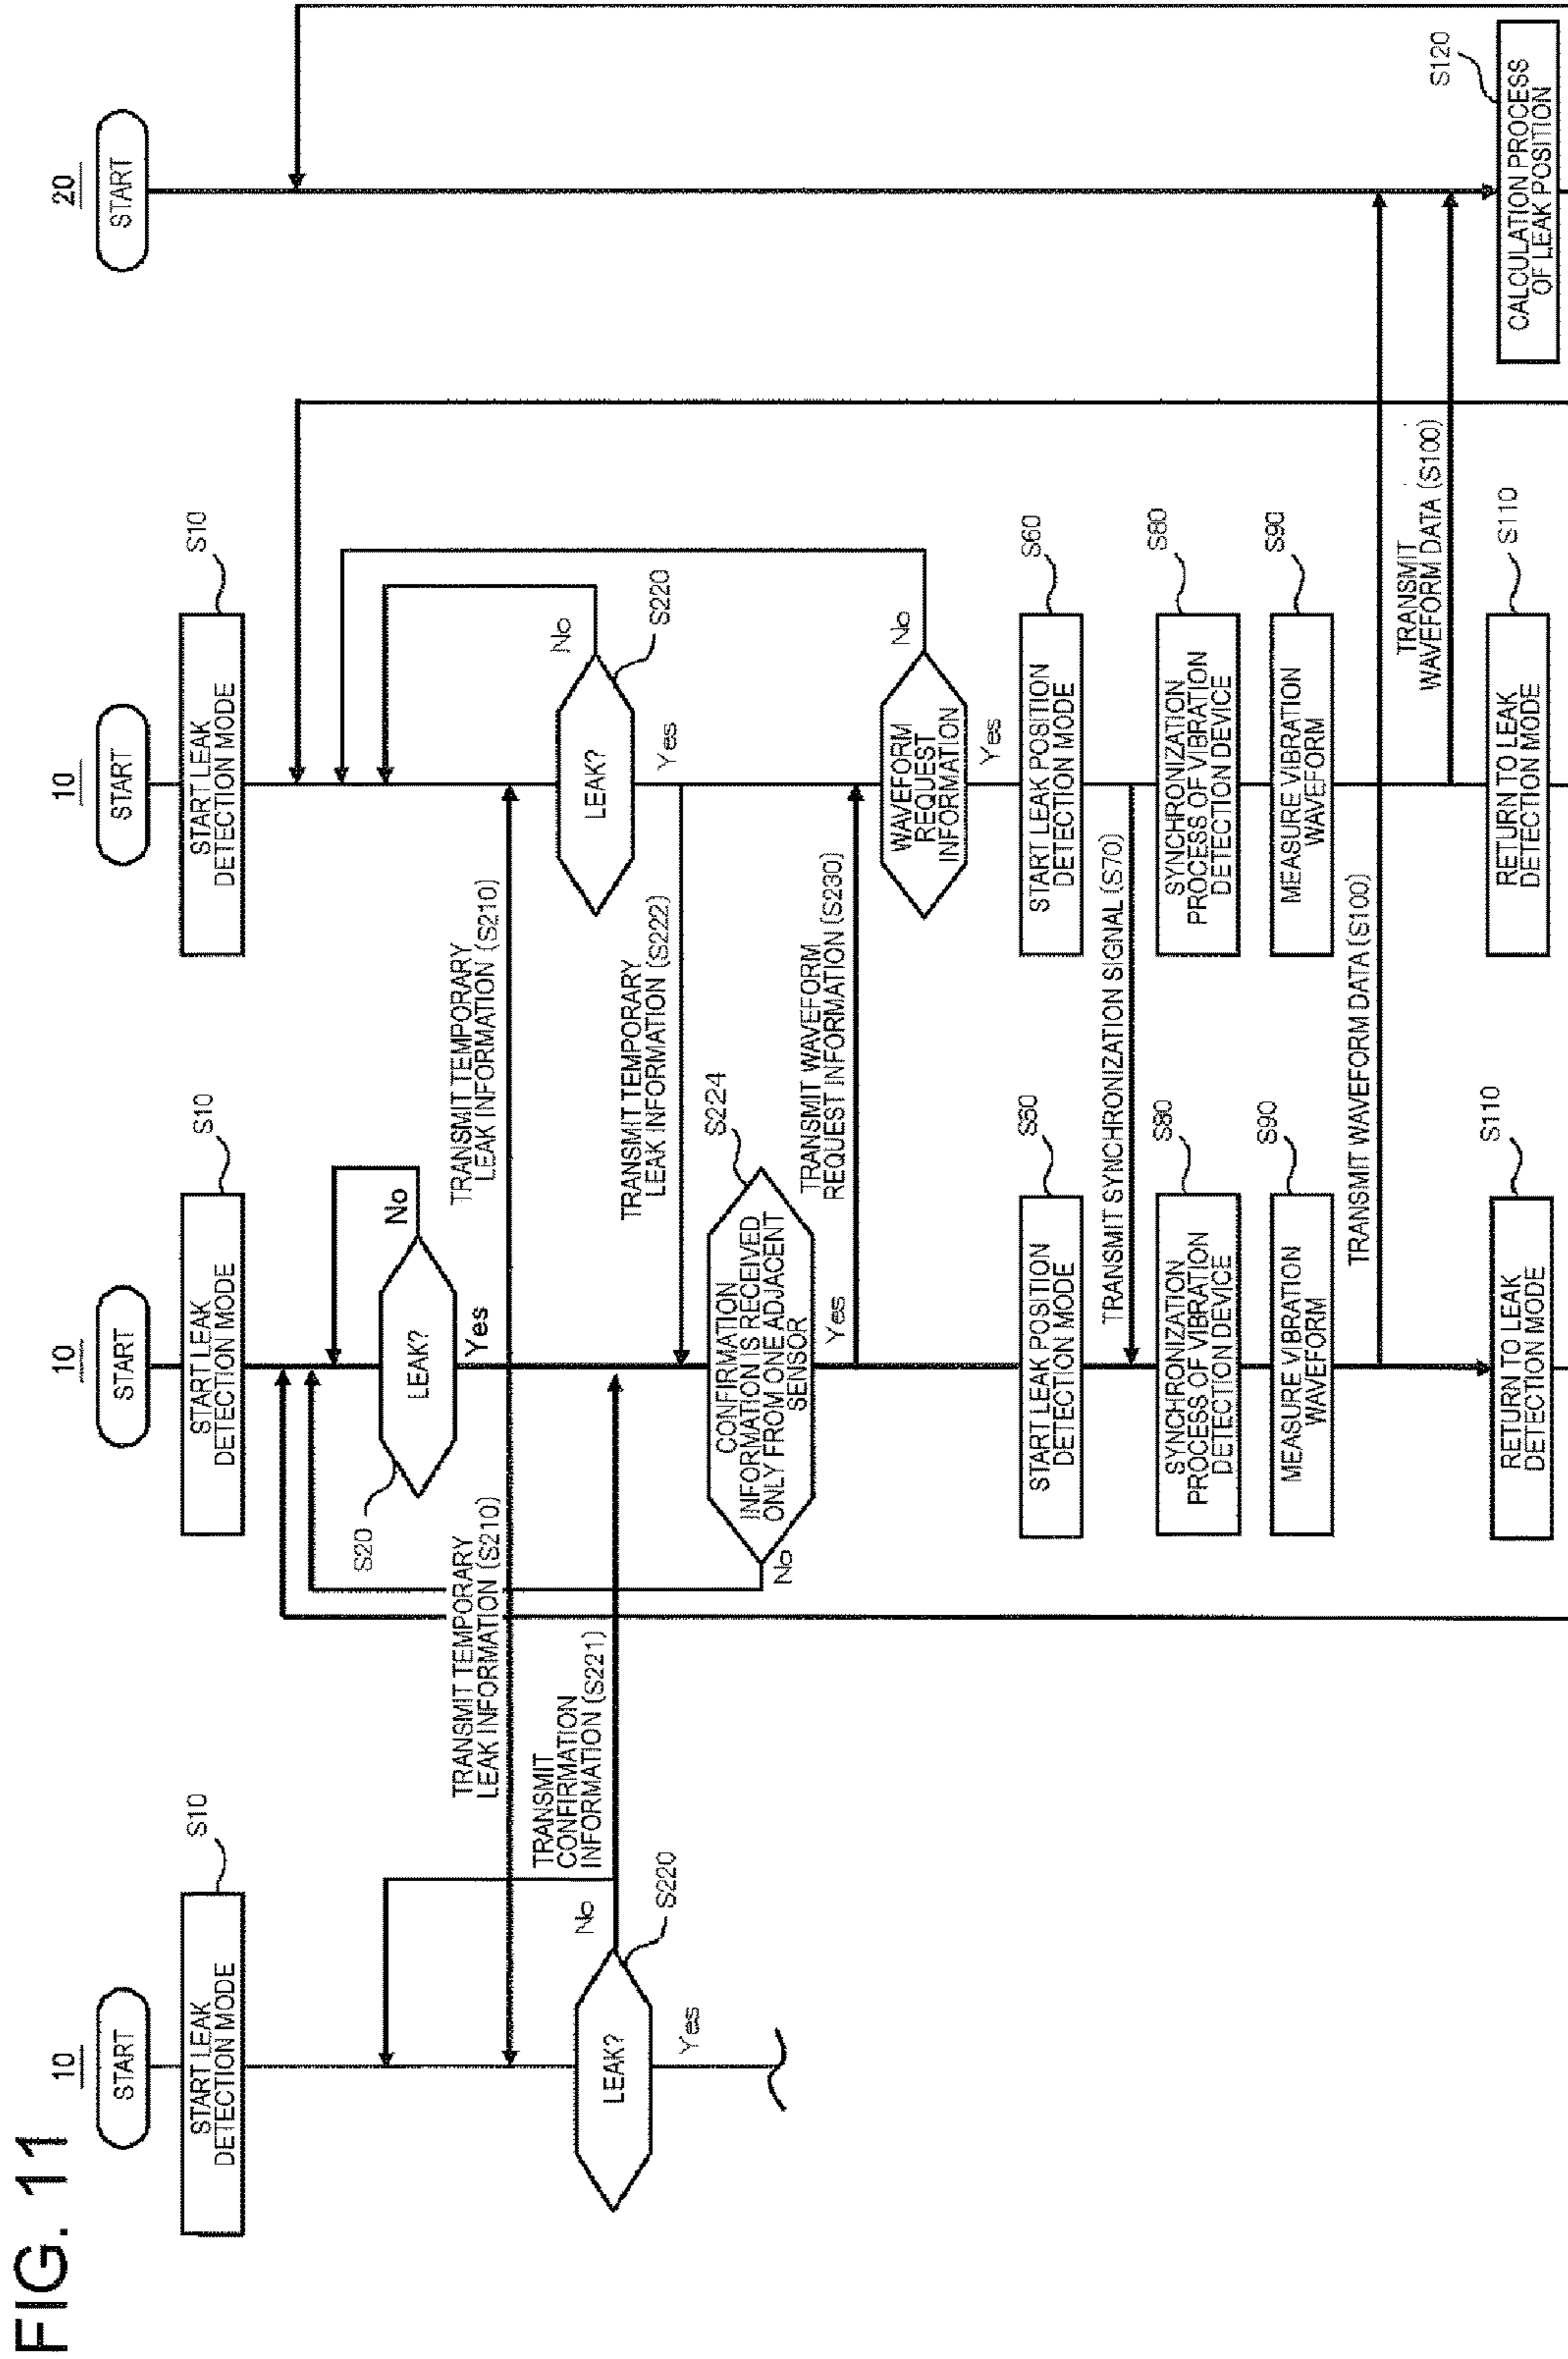 FIG. 11
10
START
START LEAK
DETECTION MODE
S10
LEAK?
S220
No
Yes
TRANSMIT
CONFIRMATION
INFORMATION (S221)
TRANSMIT TEMPORARY
LEAK INFORMATION (S210)
10
START
START LEAK
DETECTION MODE
S10
LEAK?
S20
No
Yes
CONFIRMATION
INFORMATION IS RECEIVED
ONLY FROM ONE ADJACENT
SENSOR
S224
No
Yes
START LEAK POSITION
DETECTION MODE
S60
SYNCHRONIZATION
PROCESS OF VIBRATION
DETECTION DEVICE
S80
MEASURE VIBRATION
WAVEFORM
S90
RETURN TO LEAK
DETECTION MODE
S110
TRANSMIT TEMPORARY
LEAK INFORMATION (S210)
TRANSMIT TEMPORARY
LEAK INFORMATION (S222)
TRANSMIT WAVEFORM
REQUEST INFORMATION (S230)
TRANSMIT SYNCHRONIZATION SIGNAL (S70)
TRANSMIT WAVEFORM DATA (S100)
10
START
START LEAK
DETECTION MODE
S10
LEAK?
S220
No
Yes
WAVEFORM
REQUEST
INFORMATION
No
Yes
START LEAK POSITION
DETECTION MODE
S60
SYNCHRONIZATION
PROCESS OF VIBRATION
DETECTION DEVICE
S80
MEASURE VIBRATION
WAVEFORM
S90
TRANSMIT
WAVEFORM DATA (S100)
RETURN TO LEAK
DETECTION MODE
S110
20
START
CALCULATION PROCESS
OF LEAK POSITION
S120